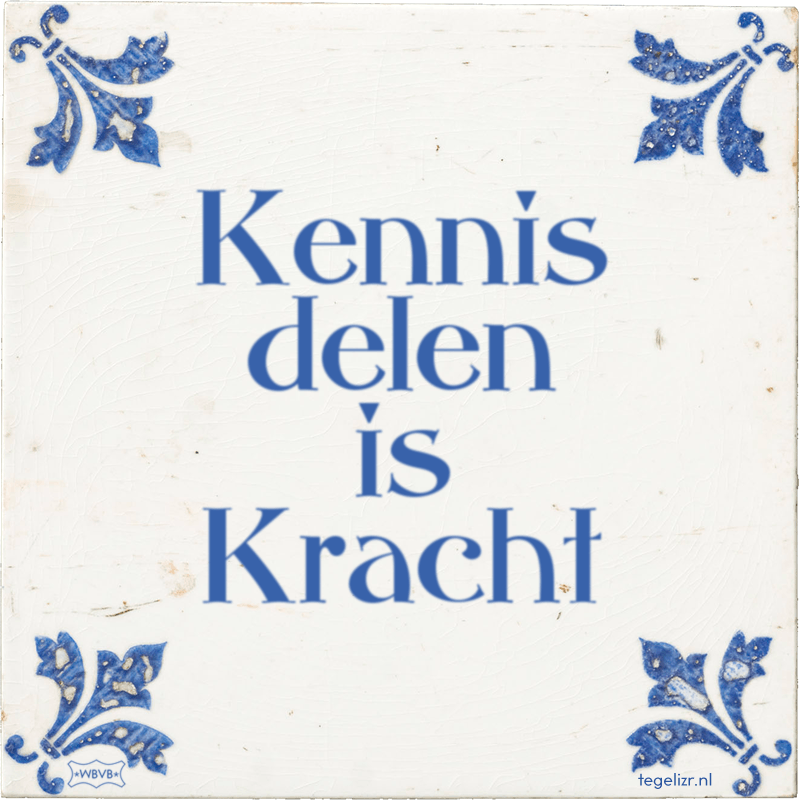 Kennis
delen
is
Kracht
*WBVB*
tegelizr.nl